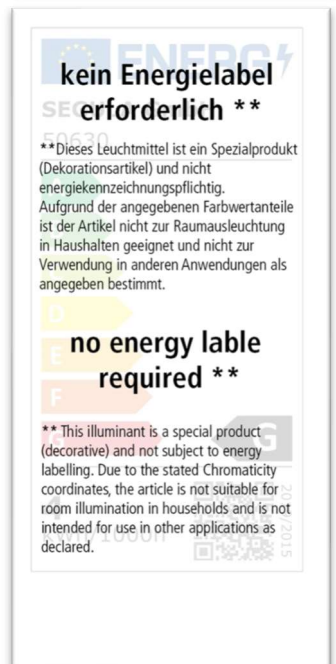 ENERG
kein Energielabel
erforderlich **
50630
**Dieses Leuchtmittel ist ein Spezialprodukt
(Dekorationsartikel) und nicht
energiekennzeichnungspflichtig.
Aufgrund der angegebenen Farbwertanteile
ist der Artikel nicht zur Raumausleuchtung
in Haushalten geeignet und nicht zur
Verwendung in anderen Anwendungen als
angegeben bestimmt.
D
no energy lable
E
required **
F
** This illuminant is a special product
G
(decorative) and not subject to energy
labelling. Due to the stated Chromaticity
coordinates, the article is not suitable for
room illumination in households and is not
intended for use in other applications as
kWh/1000h
declared.